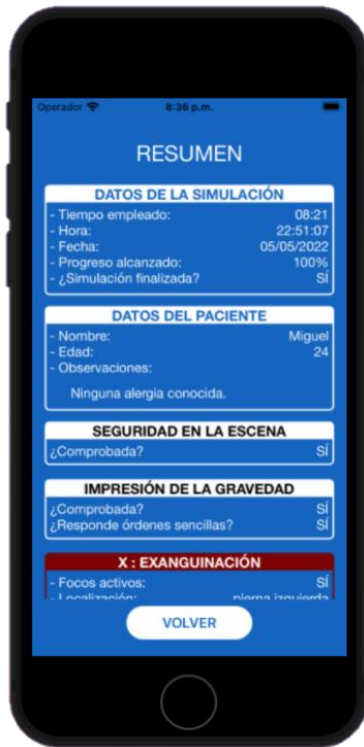 Operador 8:36 p.m.
RESUMEN
DATOS DE LA SIMULACIÓN
- Tiempo empleado: 08:21
- Hora: 22:51:07
- Fecha: 05/05/2022
- Progreso alcanzado: 100%
- ¿Simulación finalizada? SÍ
DATOS DEL PACIENTE
- Nombre: Miguel
- Edad: 24
- Observaciones:
Ninguna alergia conocida.
SEGURIDAD EN LA ESCENA
¿Comprobada? SÍ
IMPRESIÓN DE LA GRAVEDAD
¿Comprobada? SÍ
¿Responde órdenes sencillas? SÍ
X : EXANGUINACIÓN
- Focos activos: SÍ
- Localización: pierna izquierda
VOLVER